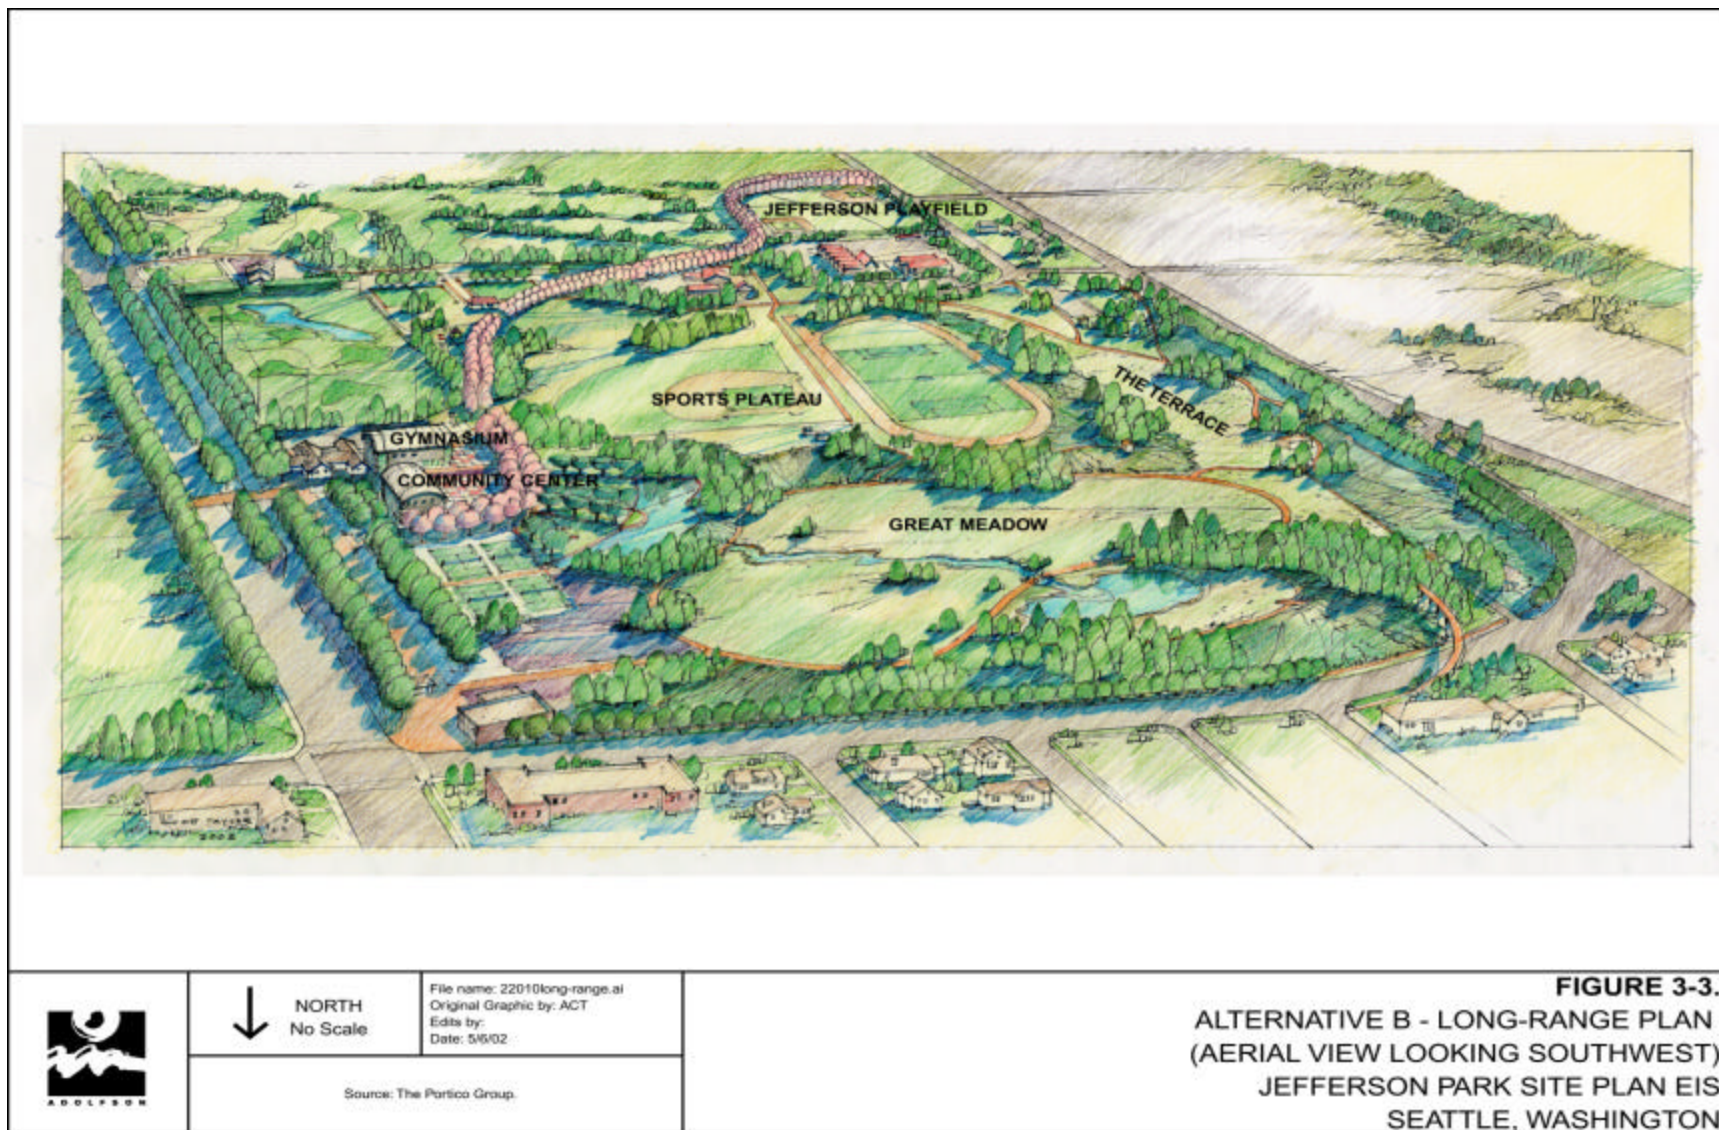 JEFFERSON PLAYFIELD
THE TERRACE
SPORTS PLATEAU
GYMNASIUM
COMMUNITY CENTER
GREAT MEADOW
2002
ADOLFSON
NORTH
No Scale
File name: 22010long-range.ai
Original Graphic by: ACT
Edits by:
Date: 5/6/02
Source: The Portico Group.
FIGURE 3-3.
ALTERNATIVE B - LONG-RANGE PLAN
(AERIAL VIEW LOOKING SOUTHWEST)
JEFFERSON PARK SITE PLAN EIS
SEATTLE, WASHINGTON